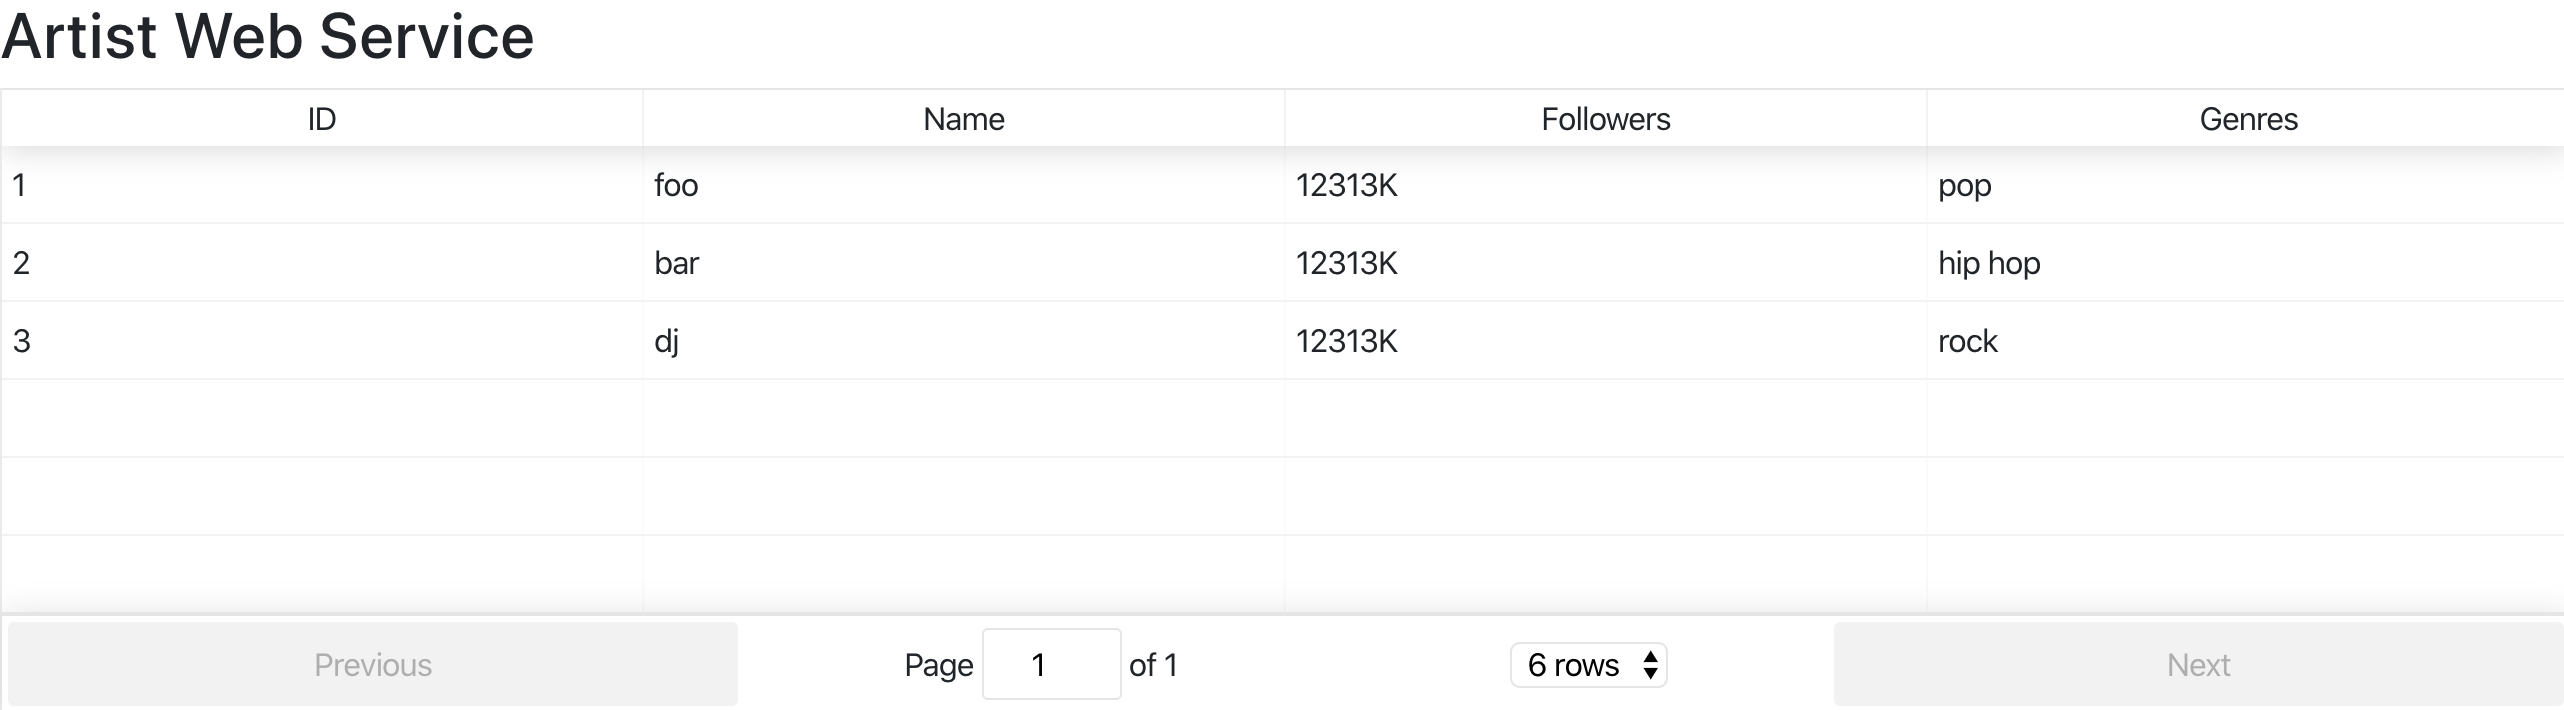 Artist Web Service
ID Name Followers Genres
1 foo 12313K pop
2 bar 12313K hip hop
3 dj 12313K rock
Previous Page 1 of 1 6 rows Next